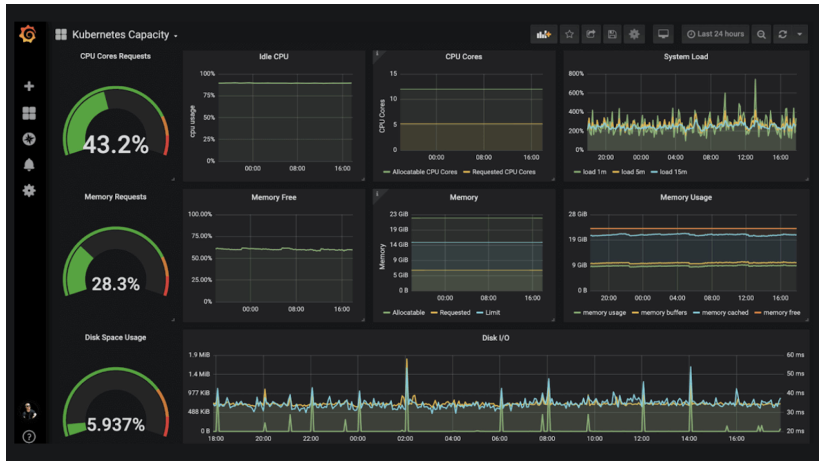 Kubernetes Capacity
Last 24 hours
CPU Cores Requests
43.2%
Idle CPU
cpu usage
100%
75%
50%
25%
0%
00:00 08:00 16:00
CPU Cores
CPU Cores
15
10
5
0
00:00 08:00 16:00
Allocatable CPU Cores Requested CPU Cores
System Load
800%
600%
400%
200%
0%
20:00 00:00 04:00 08:00 12:00 16:00
load 1m load 5m load 15m
Memory Requests
28.3%
Memory Free
100.00%
75.00%
50.00%
25.00%
0%
00:00 08:00 16:00
Memory
Memory
23 GiB
19 GiB
14 GiB
9 GiB
5 GiB
0 B
00:00 08:00 16:00
Allocatable Requested Limit
Memory Usage
28 GiB
19 GiB
9 GiB
0 B
20:00 00:00 04:00 08:00 12:00 16:00
memory usage memory buffers memory cached memory free
Disk Space Usage
5.937%
Disk I/O
1.9 MiB
1.4 MiB
977 KiB
488 KiB
0 B
60 ms
50 ms
40 ms
30 ms
20 ms
18:00 20:00 22:00 00:00 02:00 04:00 06:00 08:00 10:00 12:00 14:00 16:00